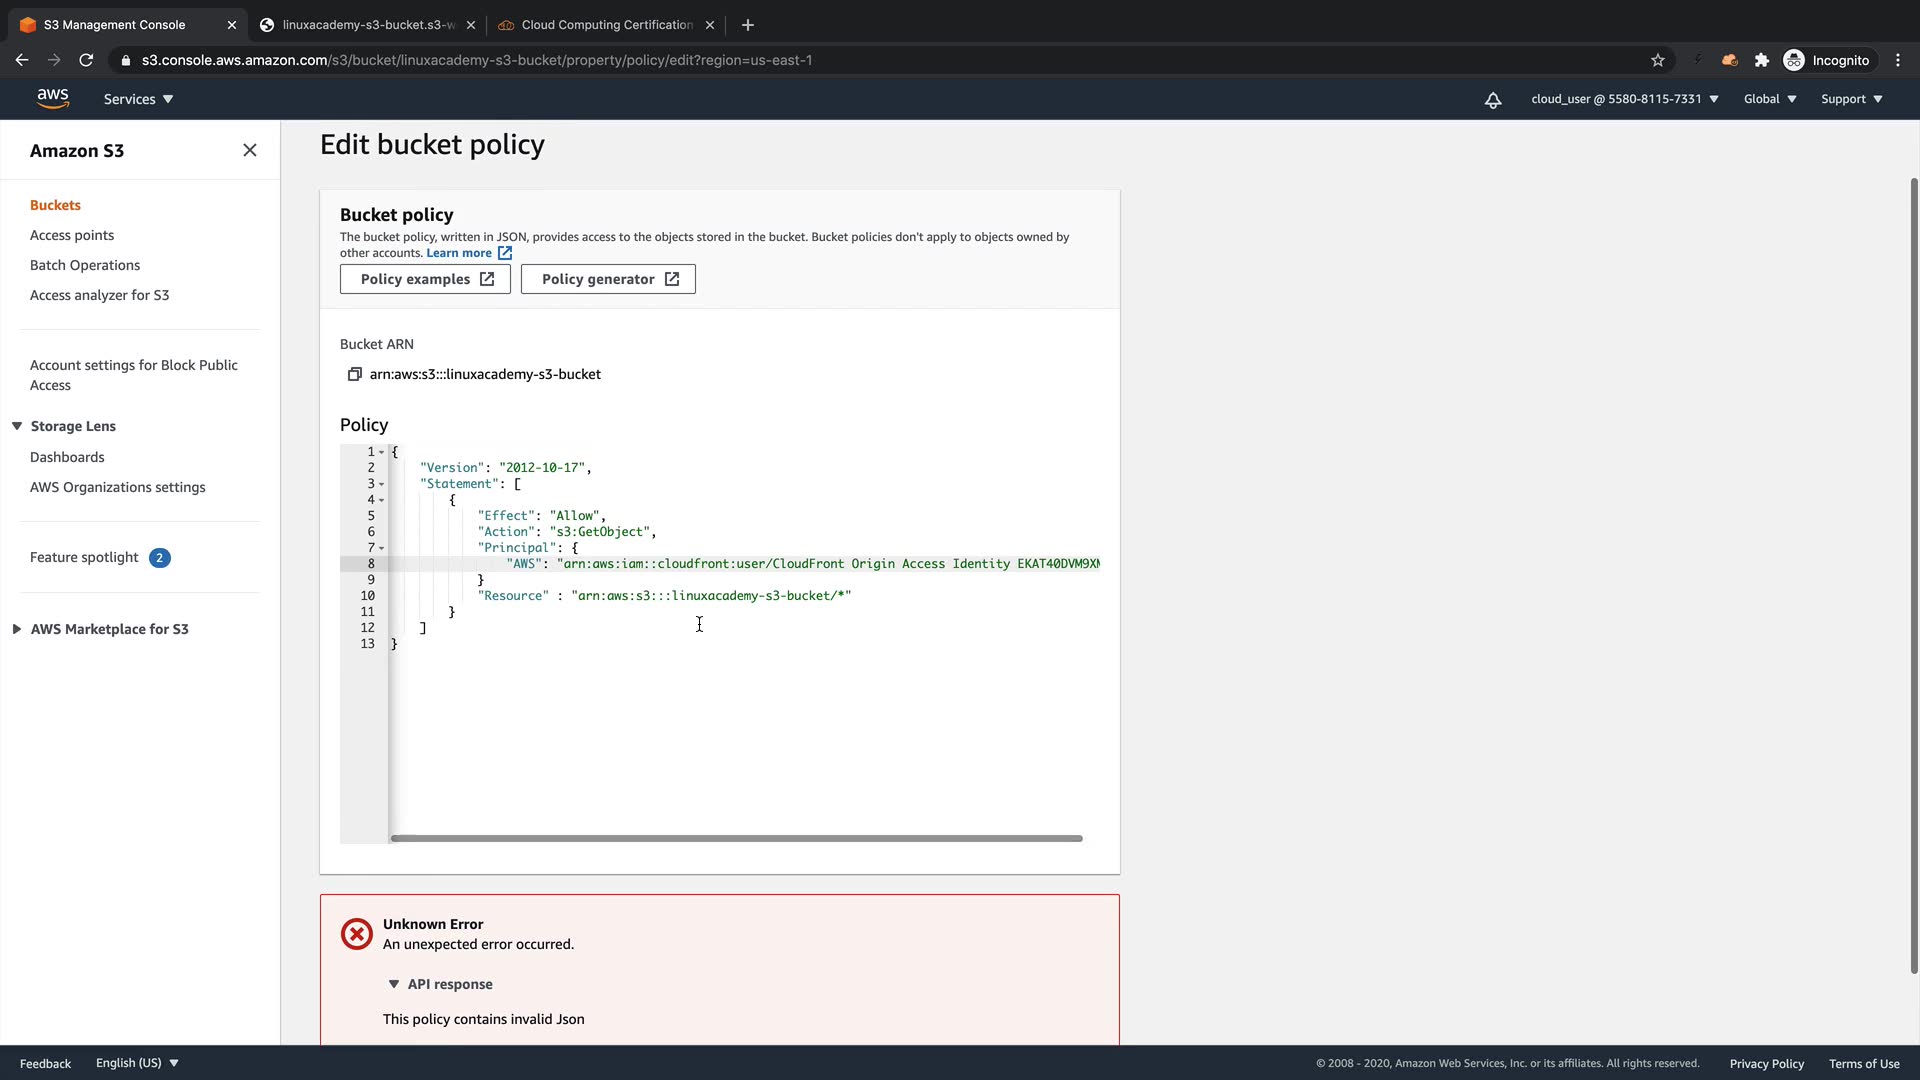 S3 Management Console
linuxacademy-s3-bucket.s3-w
Cloud Computing Certification
s3.console.aws.amazon.com/s3/bucket/linuxacademy-s3-bucket/property/policy/edit?region=us-east-1
Incognito
aws
Services
cloud_user @ 5580-8115-7331
Global
Support
Amazon S3
Buckets
Access points
Batch Operations
Access analyzer for S3
Account settings for Block Public
Access
Storage Lens
Dashboards
AWS Organizations settings
Feature spotlight 2
AWS Marketplace for S3
Edit bucket policy
Bucket policy
The bucket policy, written in JSON, provides access to the objects stored in the bucket. Bucket policies don't apply to objects owned by
other accounts. Learn more
Policy examples
Policy generator
Bucket ARN
arn:aws:s3:::linuxacademy-s3-bucket
Policy
1 {
2 "Version": "2012-10-17",
3 "Statement": [
4 {
5 "Effect": "Allow",
6 "Action": "s3:GetObject",
7 "Principal": {
8 "AWS": "arn:aws:iam::cloudfront:user/CloudFront Origin Access Identity EKAT40DVM9X
9 }
10 "Resource" : "arn:aws:s3:::linuxacademy-s3-bucket/*"
11 }
12 ]
13 }
Unknown Error
An unexpected error occurred.
API response
This policy contains invalid Json
Feedback
English (US)
© 2008 - 2020, Amazon Web Services, Inc. or its affiliates. All rights reserved.
Privacy Policy
Terms of Use